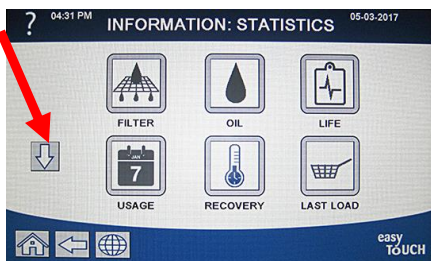 ?
04:31 PM
INFORMATION: STATISTICS
05-03-2017
FILTER
OIL
LIFE
JAN
7
USAGE
RECOVERY
LAST LOAD
easy
TOUCH